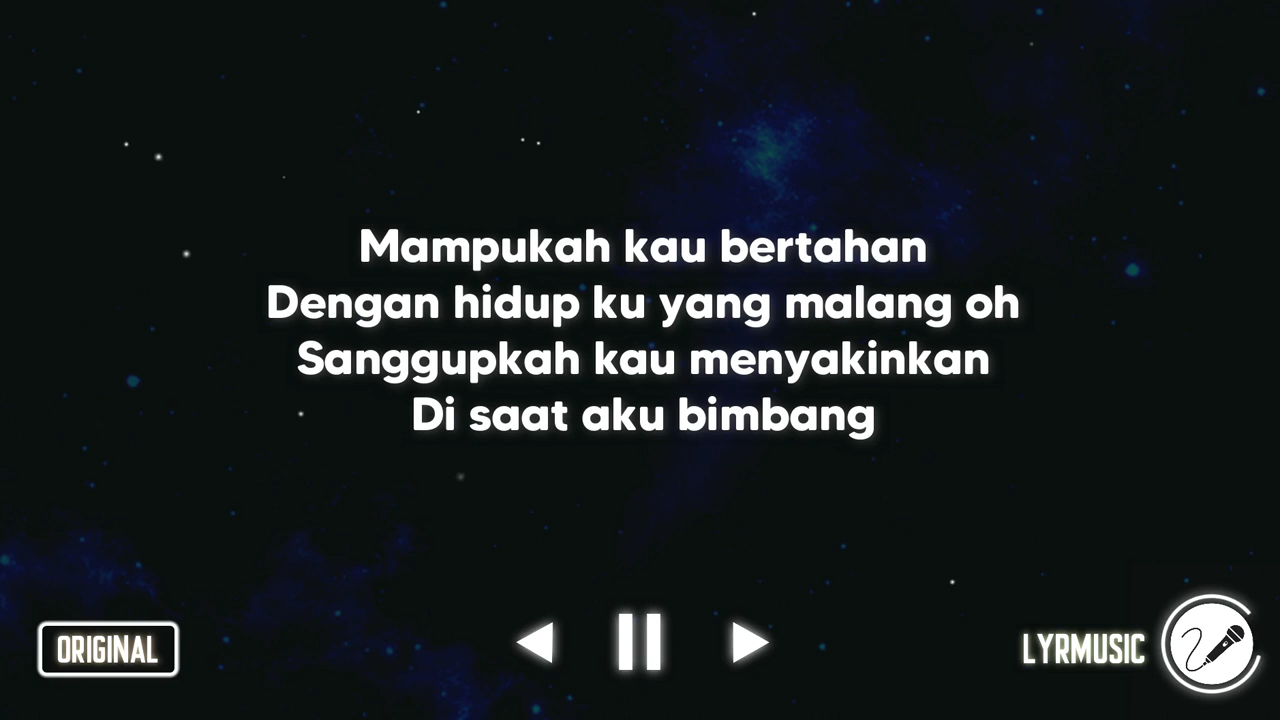 Mampukah kau bertahan
Dengan hidup ku yang malang oh
Sanggupkah kau menyakinkan
Di saat aku bimbang
ORIGINAL
LYRMUSIC